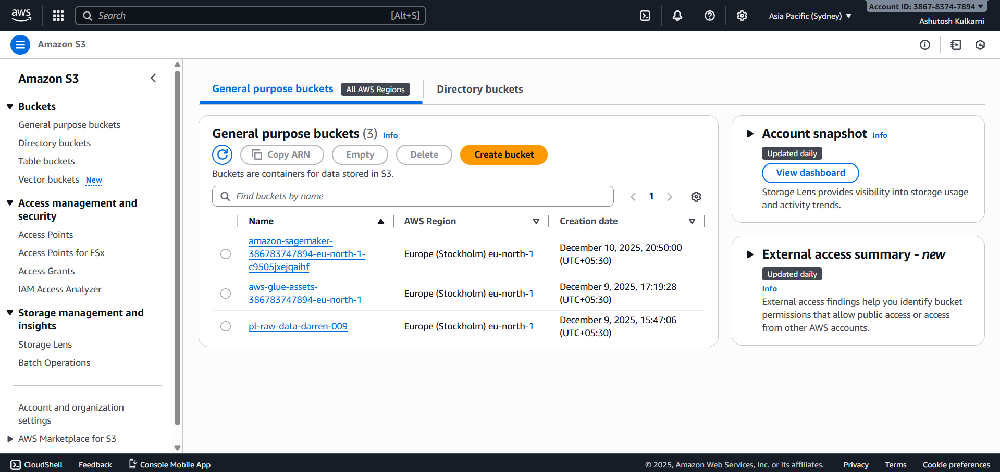 aws
Search
[Alt+S]
Asia Pacific (Sydney)
Account ID: 3867-8374-7894
Ashutosh Kulkarni
Amazon S3
Amazon S3
Buckets
General purpose buckets
Directory buckets
Table buckets
Vector buckets New
Access management and
security
Access Points
Access Points for FSx
Access Grants
IAM Access Analyzer
Storage management and
insights
Storage Lens
Batch Operations
Account and organization
settings
AWS Marketplace for S3
General purpose buckets All AWS Regions
Directory buckets
General purpose buckets (3) Info
Copy ARN
Empty
Delete
Create bucket
Buckets are containers for data stored in S3.
Find buckets by name
1
Name
AWS Region
Creation date
amazon-sagemaker-
386783747894-eu-north-1-
c9505jxejqaihf
Europe (Stockholm) eu-north-1
December 10, 2025, 20:50:00
(UTC+05:30)
aws-glue-assets-
386783747894-eu-north-1
Europe (Stockholm) eu-north-1
December 9, 2025, 17:19:28
(UTC+05:30)
pl-raw-data-darren-009
Europe (Stockholm) eu-north-1
December 9, 2025, 15:47:06
(UTC+05:30)
Account snapshot Info
Updated daily
View dashboard
Storage Lens provides visibility into storage usage
and activity trends.
External access summary - new
Updated daily
Info
External access findings help you identify bucket
permissions that allow public access or access
from other AWS accounts.
CloudShell
Feedback
Console Mobile App
© 2025, Amazon Web Services, Inc. or its affiliates.
Privacy
Terms
Cookie preferences